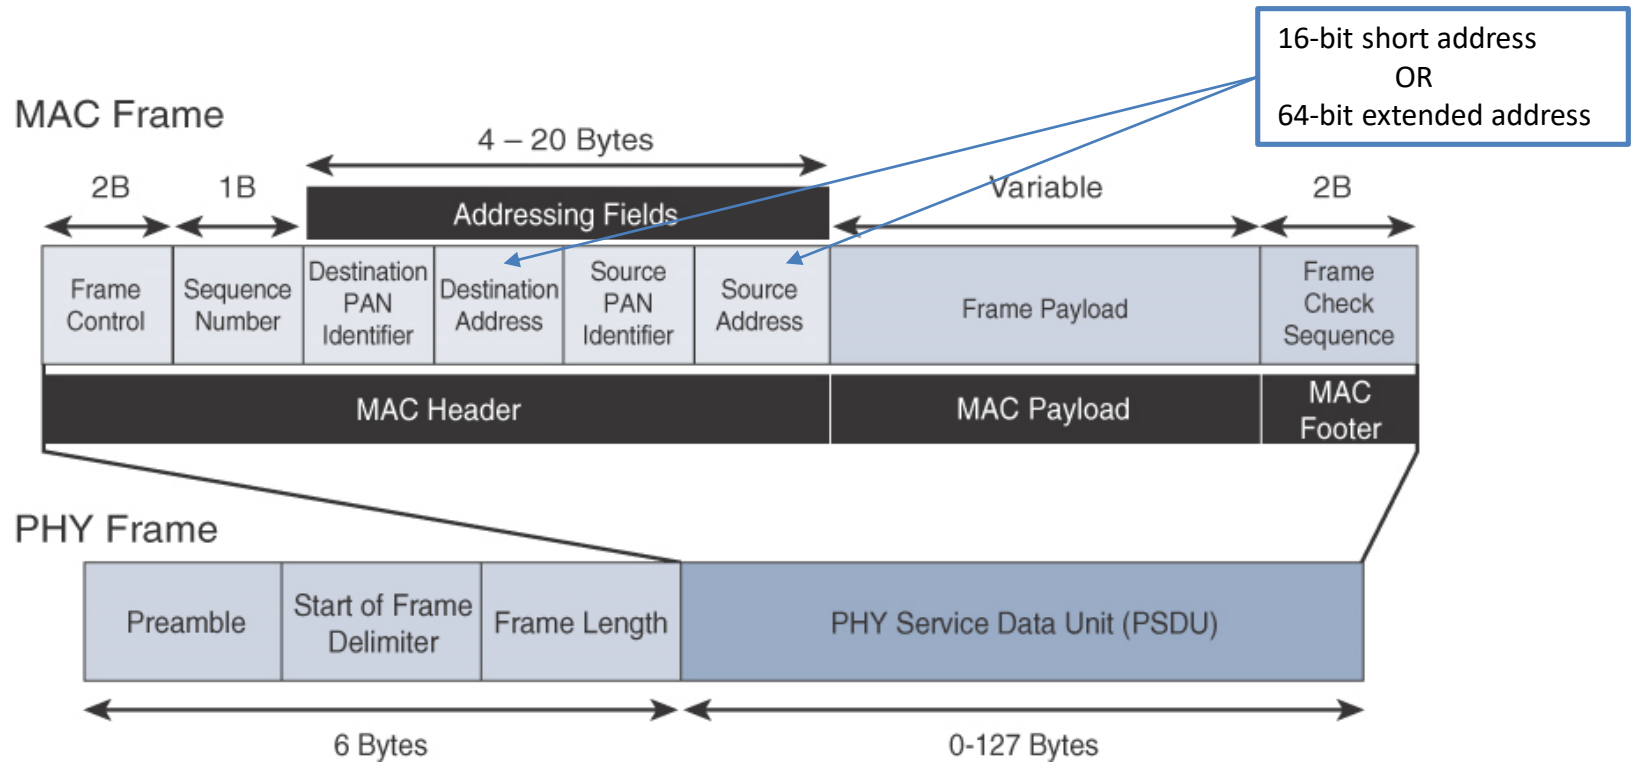 16-bit short address
OR
64-bit extended address
MAC Frame
4 – 20 Bytes
2B
1B
Variable
2B
Addressing Fields
Frame
Control
Sequence
Number
Destination
PAN
Identifier
Destination
Address
Source
PAN
Identifier
Source
Address
Frame Payload
Frame
Check
Sequence
MAC Header
MAC Payload
MAC
Footer
PHY Frame
Preamble
Start of Frame
Delimiter
Frame Length
PHY Service Data Unit (PSDU)
6 Bytes
0-127 Bytes